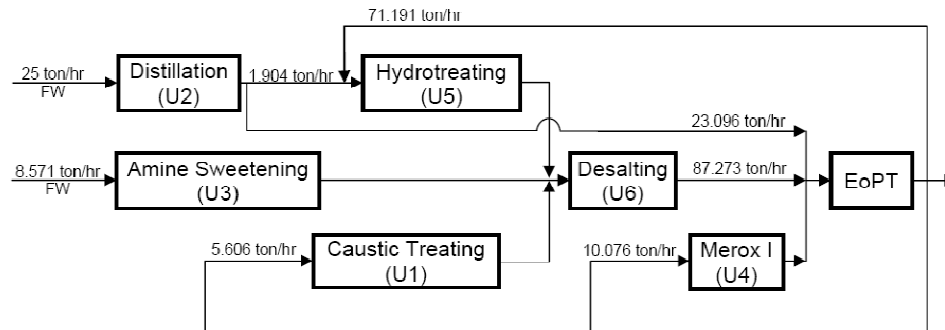 71.191 ton/hr
25 ton/hr
FW
Distillation
(U2)
1.904 ton/hr
Hydrotreating
(U5)
23.096 ton/hr
8.571 ton/hr
FW
Amine Sweetening
(U3)
Desalting
(U6)
87.273 ton/hr
EoPT
5.606 ton/hr
Caustic Treating
(U1)
10.076 ton/hr
Merox I
(U4)